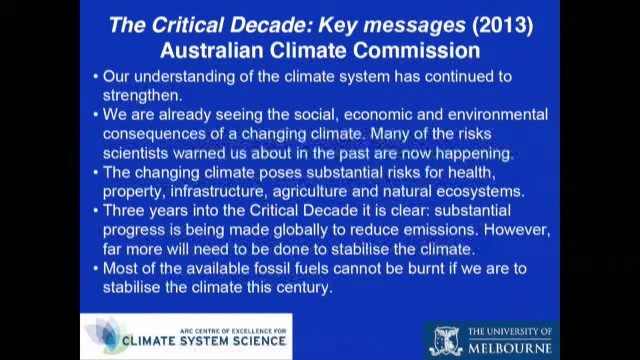 The Critical Decade: Key messages (2013)
Australian Climate Commission
• Our understanding of the climate system has continued to
strengthen.
• We are already seeing the social, economic and environmental
consequences of a changing climate. Many of the risks
scientists warned us about in the past are now happening.
• The changing climate poses substantial risks for health,
property, infrastructure, agriculture and natural ecosystems.
• Three years into the Critical Decade it is clear: substantial
progress is being made globally to reduce emissions. However,
far more will need to be done to stabilise the climate.
• Most of the available fossil fuels cannot be burnt if we are to
stabilise the climate this century.
ARC CENTRE OF EXCELLENCE FOR
CLIMATE SYSTEM SCIENCE
THE UNIVERSITY OF
MELBOURNE